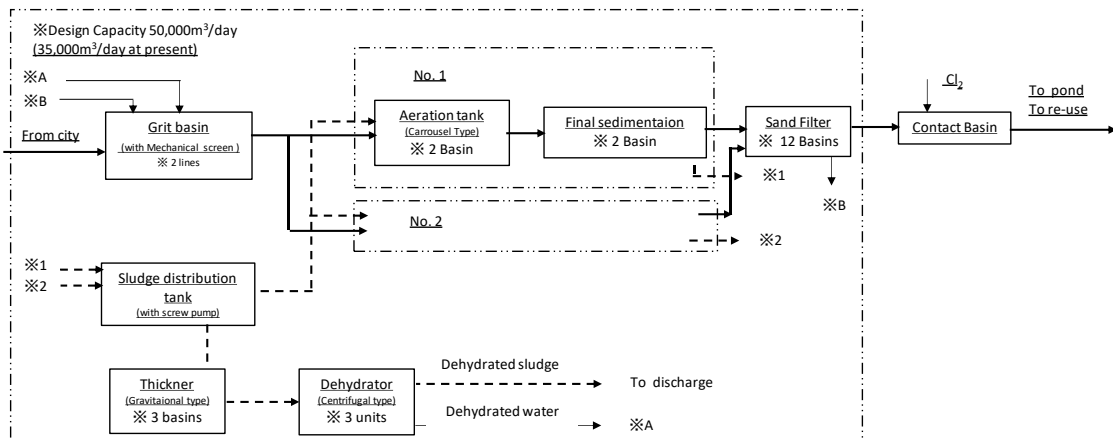 ※Design Capacity 50,000m³/day
(35,000m³/day at present)
※A
※B
From city
Grit basin
(with Mechanical screen )
※ 2 lines
No. 1
Aeration tank
(Carrousel Type)
※ 2 Basin
Final sedimentaion
※ 2 Basin
※1
No. 2
※2
Sand Filter
※ 12 Basins
※B
Cl₂
Contact Basin
To pond
To re-use
※1
※2
Sludge distribution
tank
(with screw pump)
Thickner
(Gravitaional type)
※ 3 basins
Dehydrator
(Centrifugal type)
※ 3 units
Dehydrated sludge
To discharge
Dehydrated water
※A